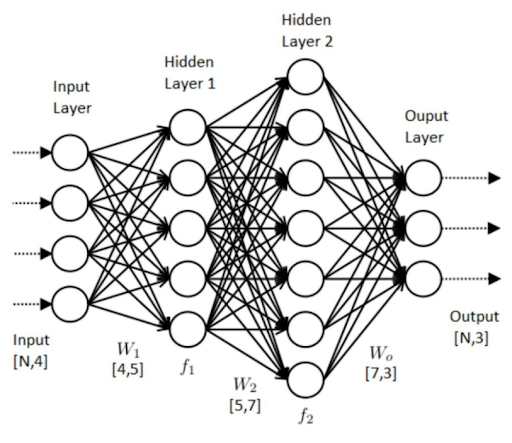 Hidden
Layer 2
Hidden
Layer 1
Input
Layer
Ouput
Layer
Input
[N,4]
W₁
[4,5]
f₁
W₂
[5,7]
f₂
Wₒ
[7,3]
Output
[N,3]